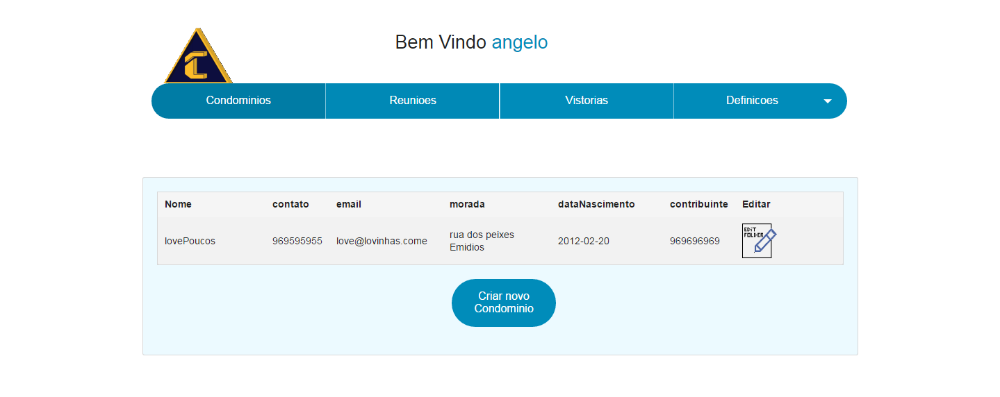 Bem Vindo angelo
Condominios Reunioes Vistorias Definicoes
Nome contato email morada dataNascimento contribuinte Editar
lovePoucos 969595955 love@lovinhas.come rua dos peixes Emidios 2012-02-20 969696969
EDiT
FOLDER
Criar novo
Condominio